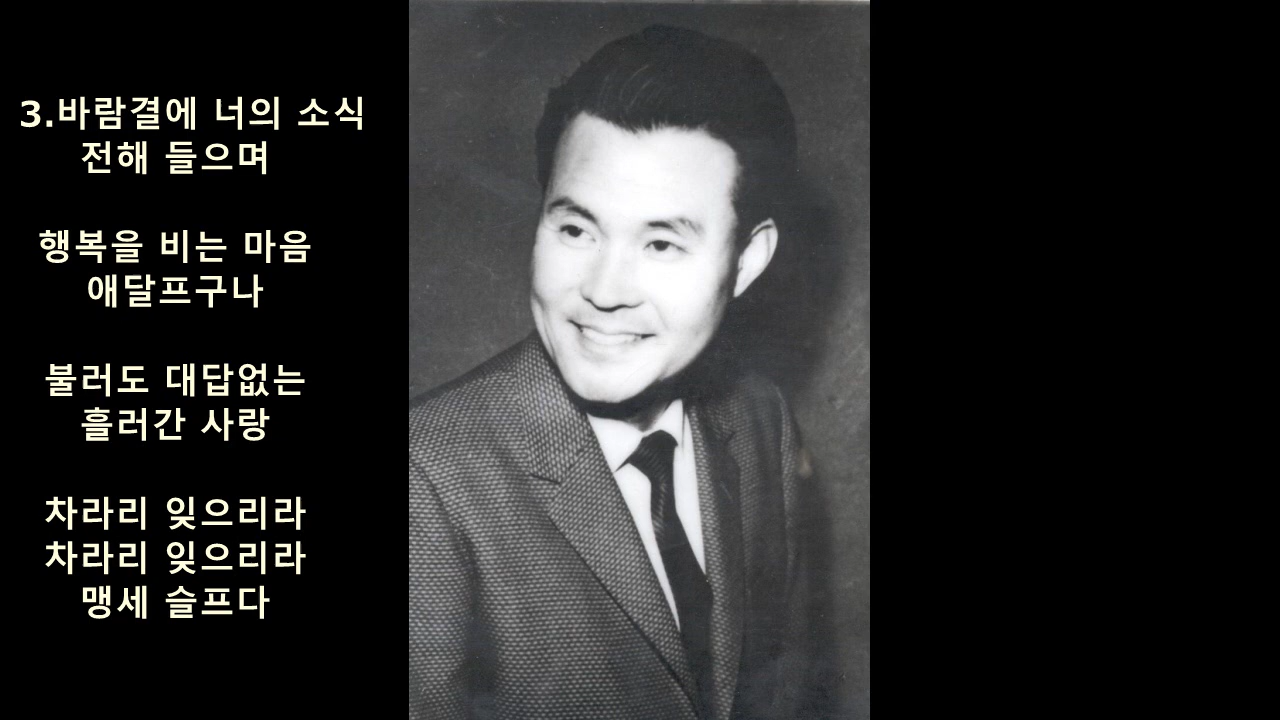 3.바람결에 너의 소식
전해 들으며
행복을 비는 마음
애달프구나
불러도 대답없는
흘러간 사랑
차라리 잊으리라
차라리 잊으리라
맹세 슬프다